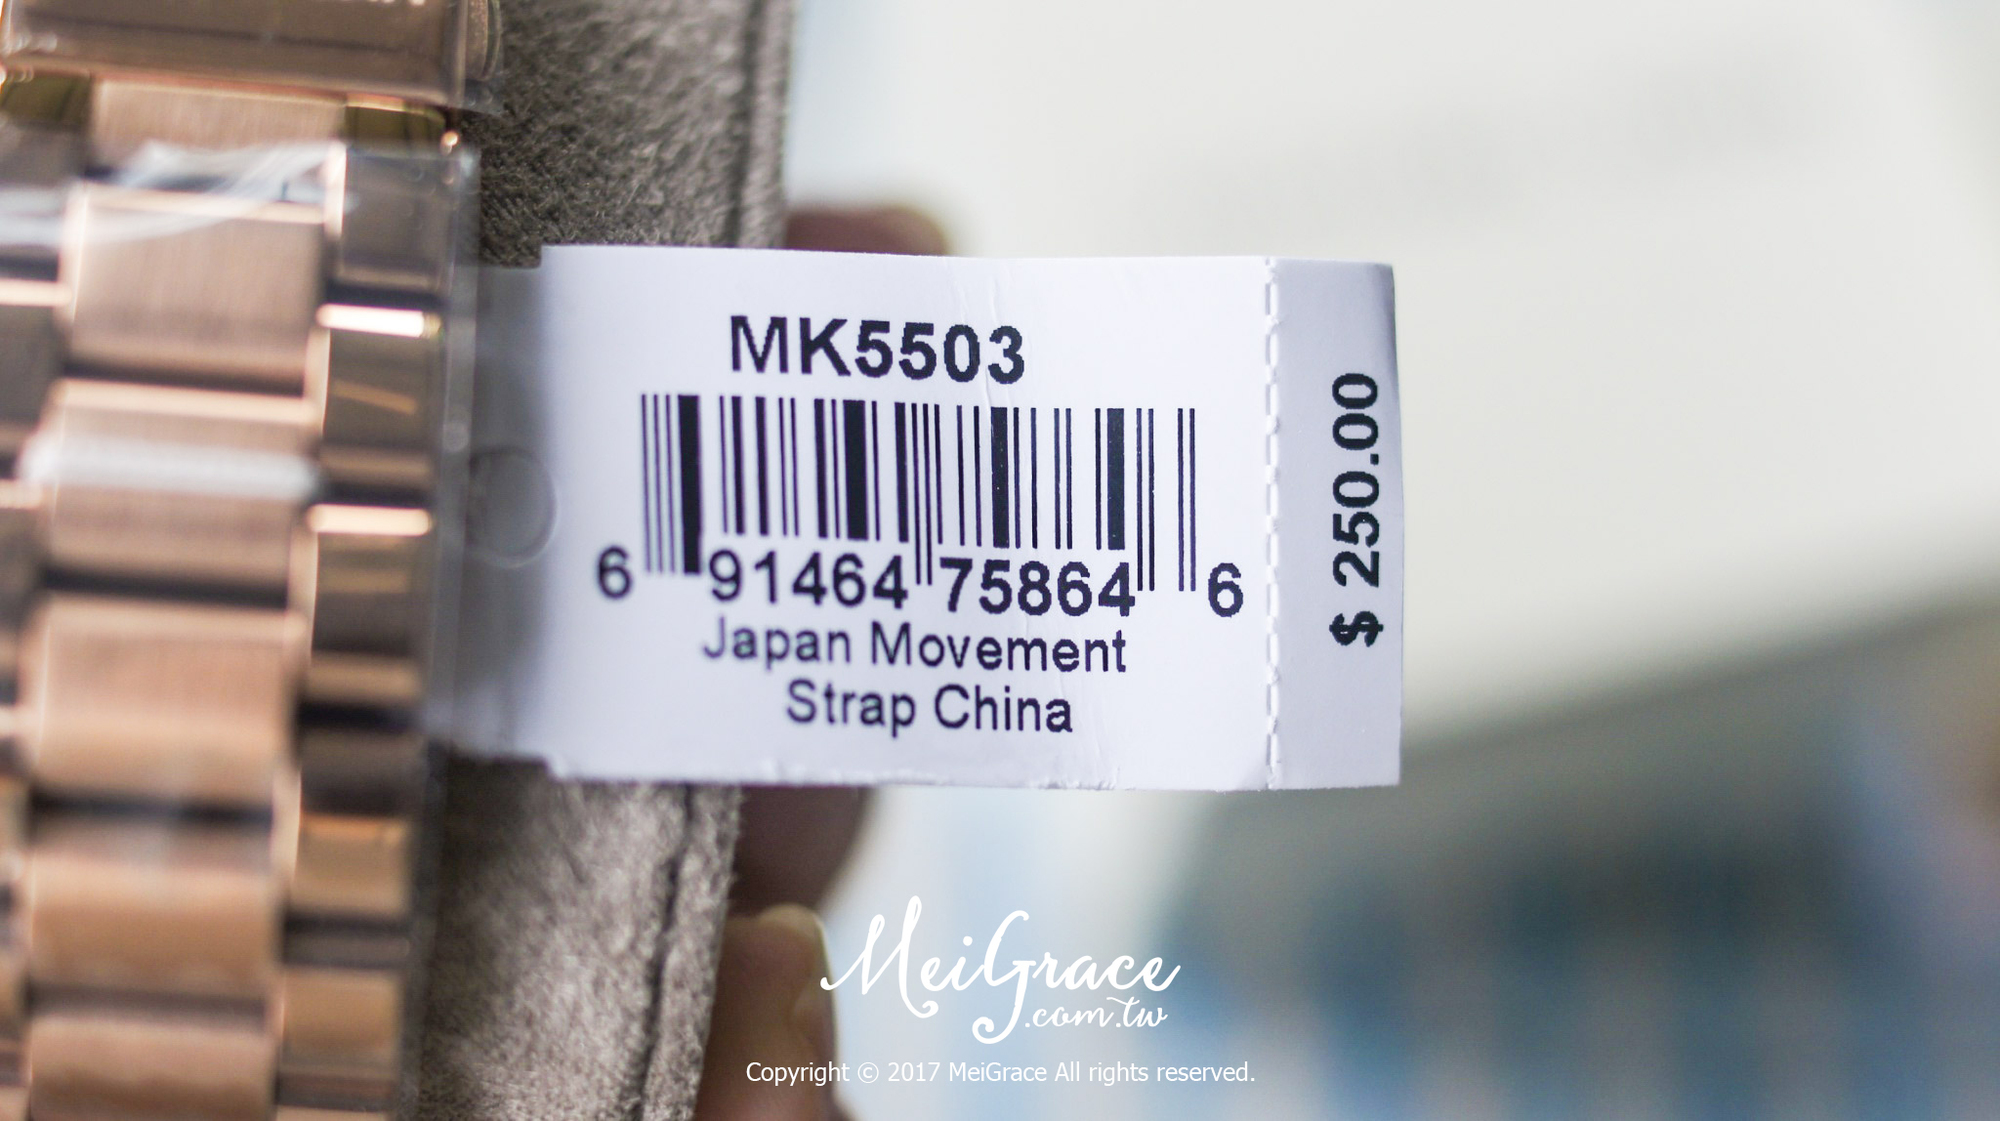 MK5503
6 91464 75864 6
Japan Movement
Strap China
$ 250.00
MeiGrace
.com.tw
Copyright © 2017 MeiGrace All rights reserved.